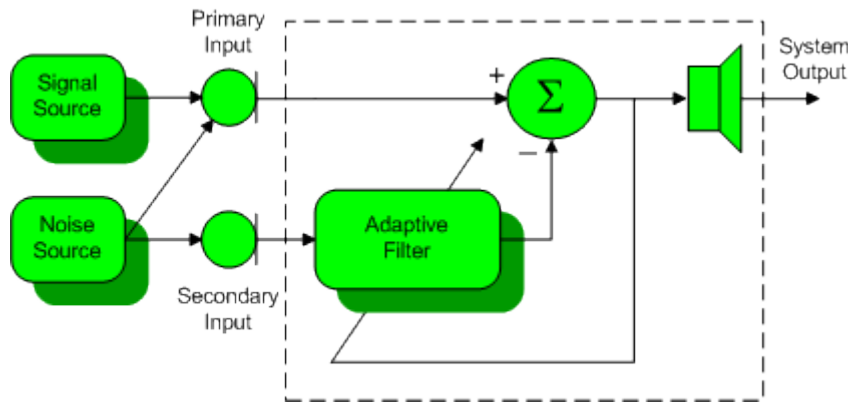 Primary
Input
System
Output
Signal
Source
+
Σ
−
Noise
Source
Adaptive
Filter
Secondary
Input